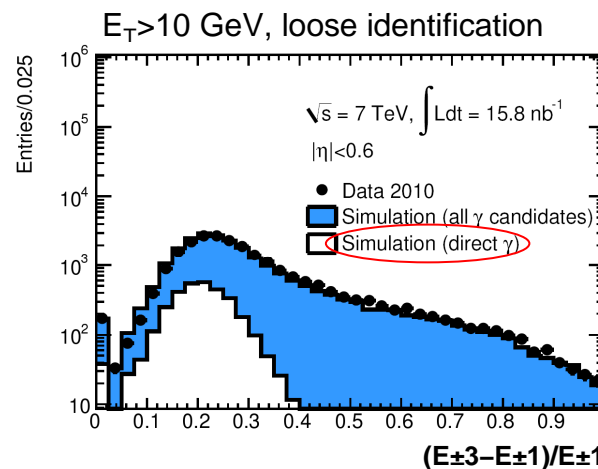 E_T>10 GeV, loose identification
Entries/0.025
10^6
10^5
10^4
10^3
10^2
10
√s = 7 TeV, ∫Ldt = 15.8 nb^-1
|η|<0.6
Data 2010
Simulation (all γ candidates)
Simulation (direct γ)
0 0.1 0.2 0.3 0.4 0.5 0.6 0.7 0.8 0.9
(E±3−E±1)/E±1